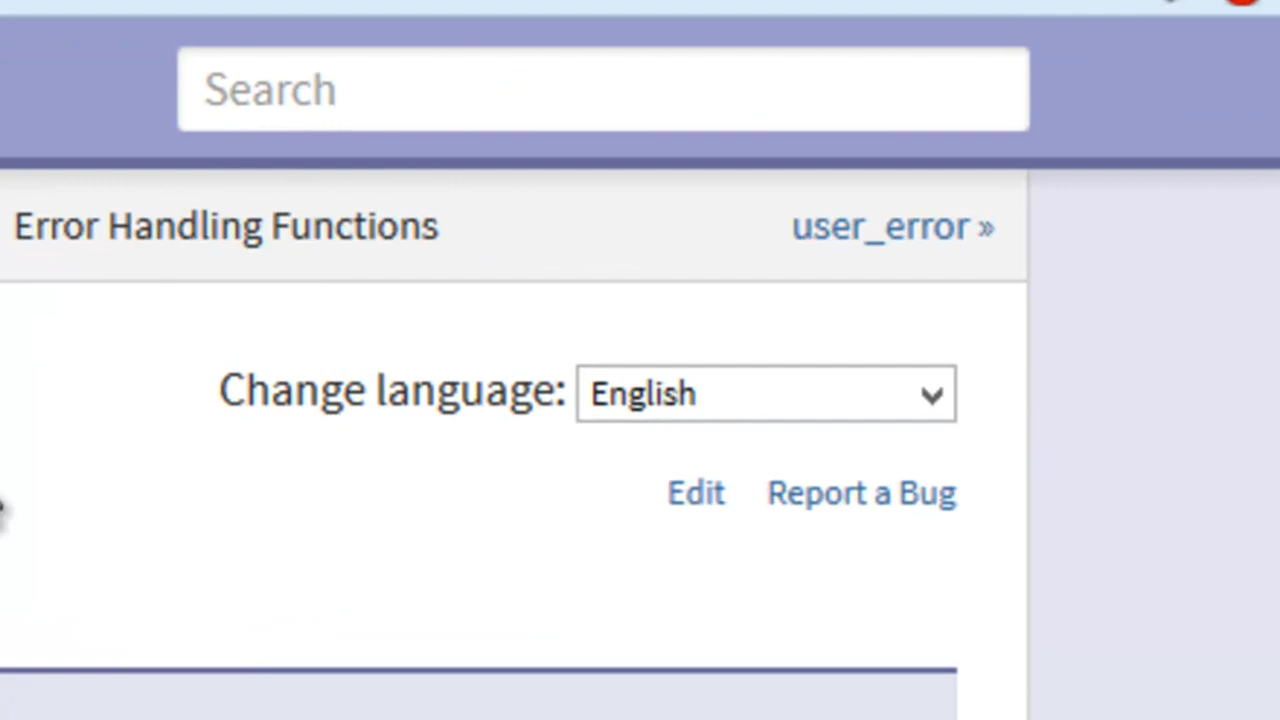 Search
Error Handling Functions user_error »
Change language: English
Edit Report a Bug